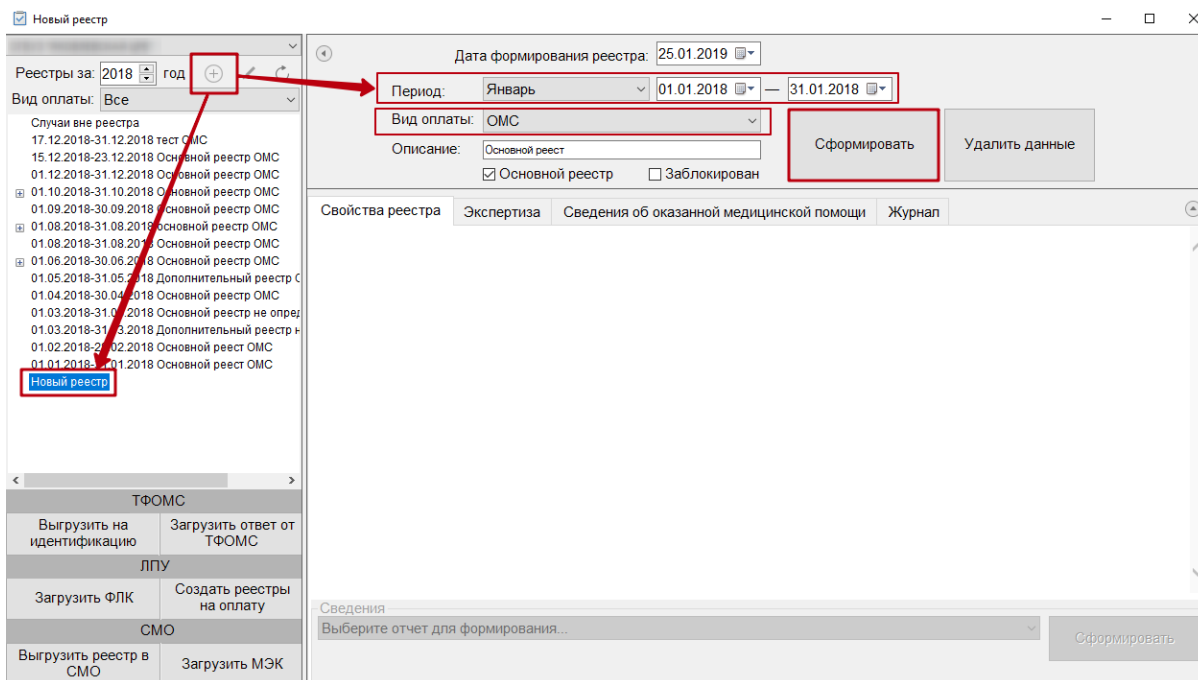 Новый реестр
Реестры за: 2018 год
Вид оплаты: Все
Случаи вне реестра
17.12.2018-31.12.2018 тест ОМС
15.12.2018-23.12.2018 Основной реестр ОМС
01.12.2018-31.12.2018 Основной реестр ОМС
01.10.2018-31.10.2018 Основной реестр ОМС
01.09.2018-30.09.2018 Основной реестр ОМС
01.08.2018-31.08.2018 основной реестр ОМС
01.08.2018-31.08.2018 Основной реестр ОМС
01.06.2018-30.06.2018 Основной реестр ОМС
01.05.2018-31.05.2018 Дополнительный реестр
01.04.2018-30.04.2018 Основной реестр ОМС
01.03.2018-31.03.2018 Основной реестр не опред
01.03.2018-31.03.2018 Дополнительный реестр н
01.02.2018-28.02.2018 Основной реест ОМС
01.01.2018-31.01.2018 Основной реест ОМС
Новый реестр
ТФОМС
Выгрузить на идентификацию
Загрузить ответ от ТФОМС
ЛПУ
Загрузить ФЛК
Создать реестры на оплату
СМО
Выгрузить реестр в СМО
Загрузить МЭК
Дата формирования реестра: 25.01.2019
Период: Январь 01.01.2018 — 31.01.2018
Вид оплаты: ОМС
Описание: Основной реест
Основной реестр Заблокирован
Сформировать
Удалить данные
Свойства реестра Экспертиза Сведения об оказанной медицинской помощи Журнал
Сведения
Выберите отчет для формирования...
Сформировать